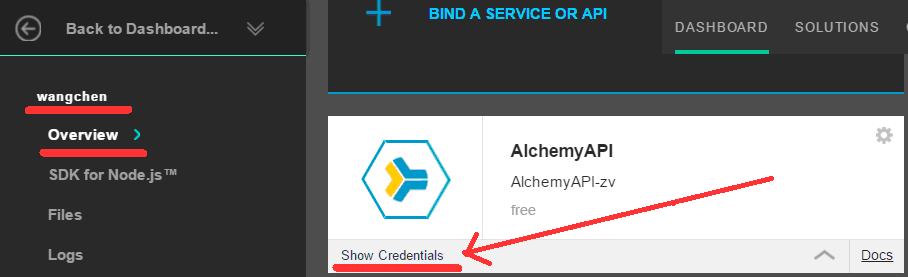 Back to Dashboard...
wangchen
Overview
SDK for Node.js™
Files
Logs
BIND A SERVICE OR API
DASHBOARD
SOLUTIONS
AlchemyAPI
AlchemyAPI-zv
free
Show Credentials
Docs